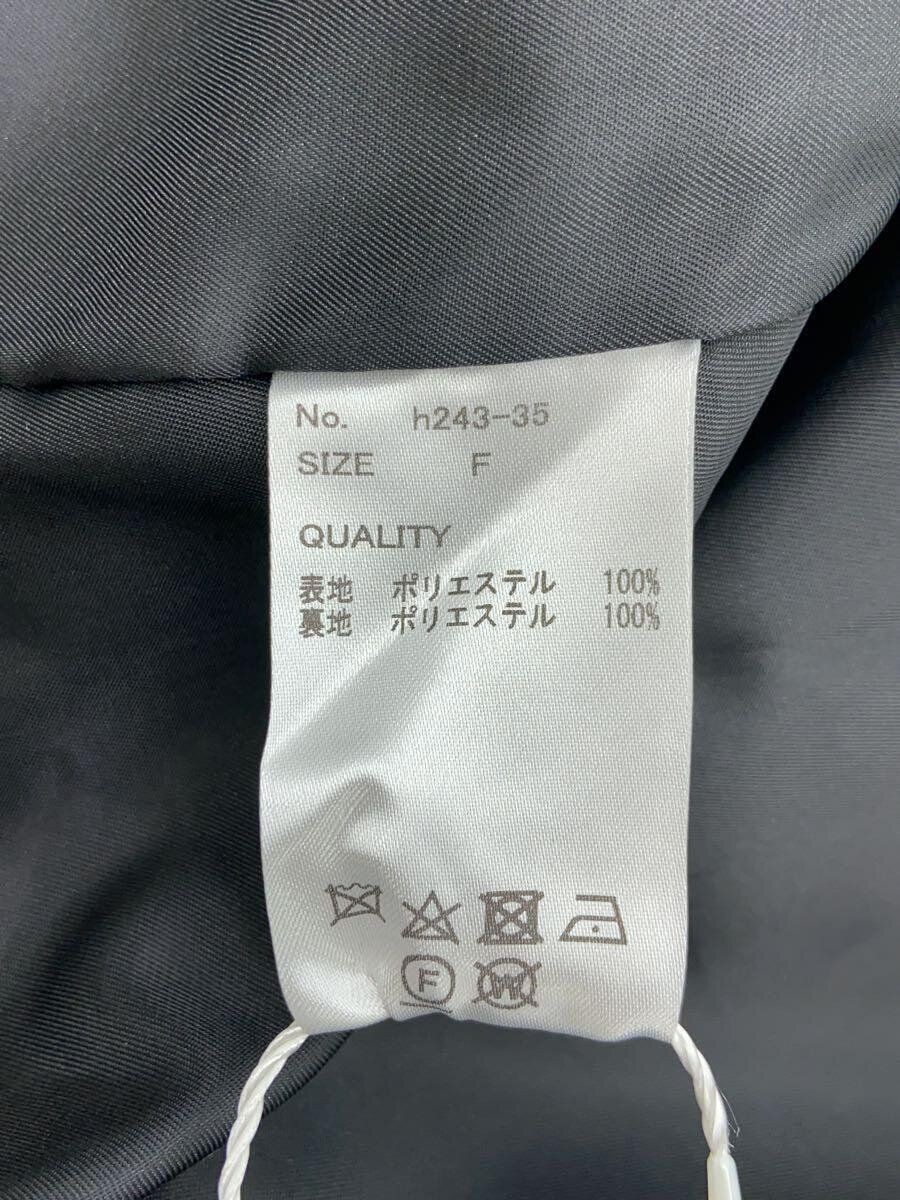 No. h243-35
SIZE F
QUALITY
表地 ポリエステル 100%
裏地 ポリエステル 100%
F W